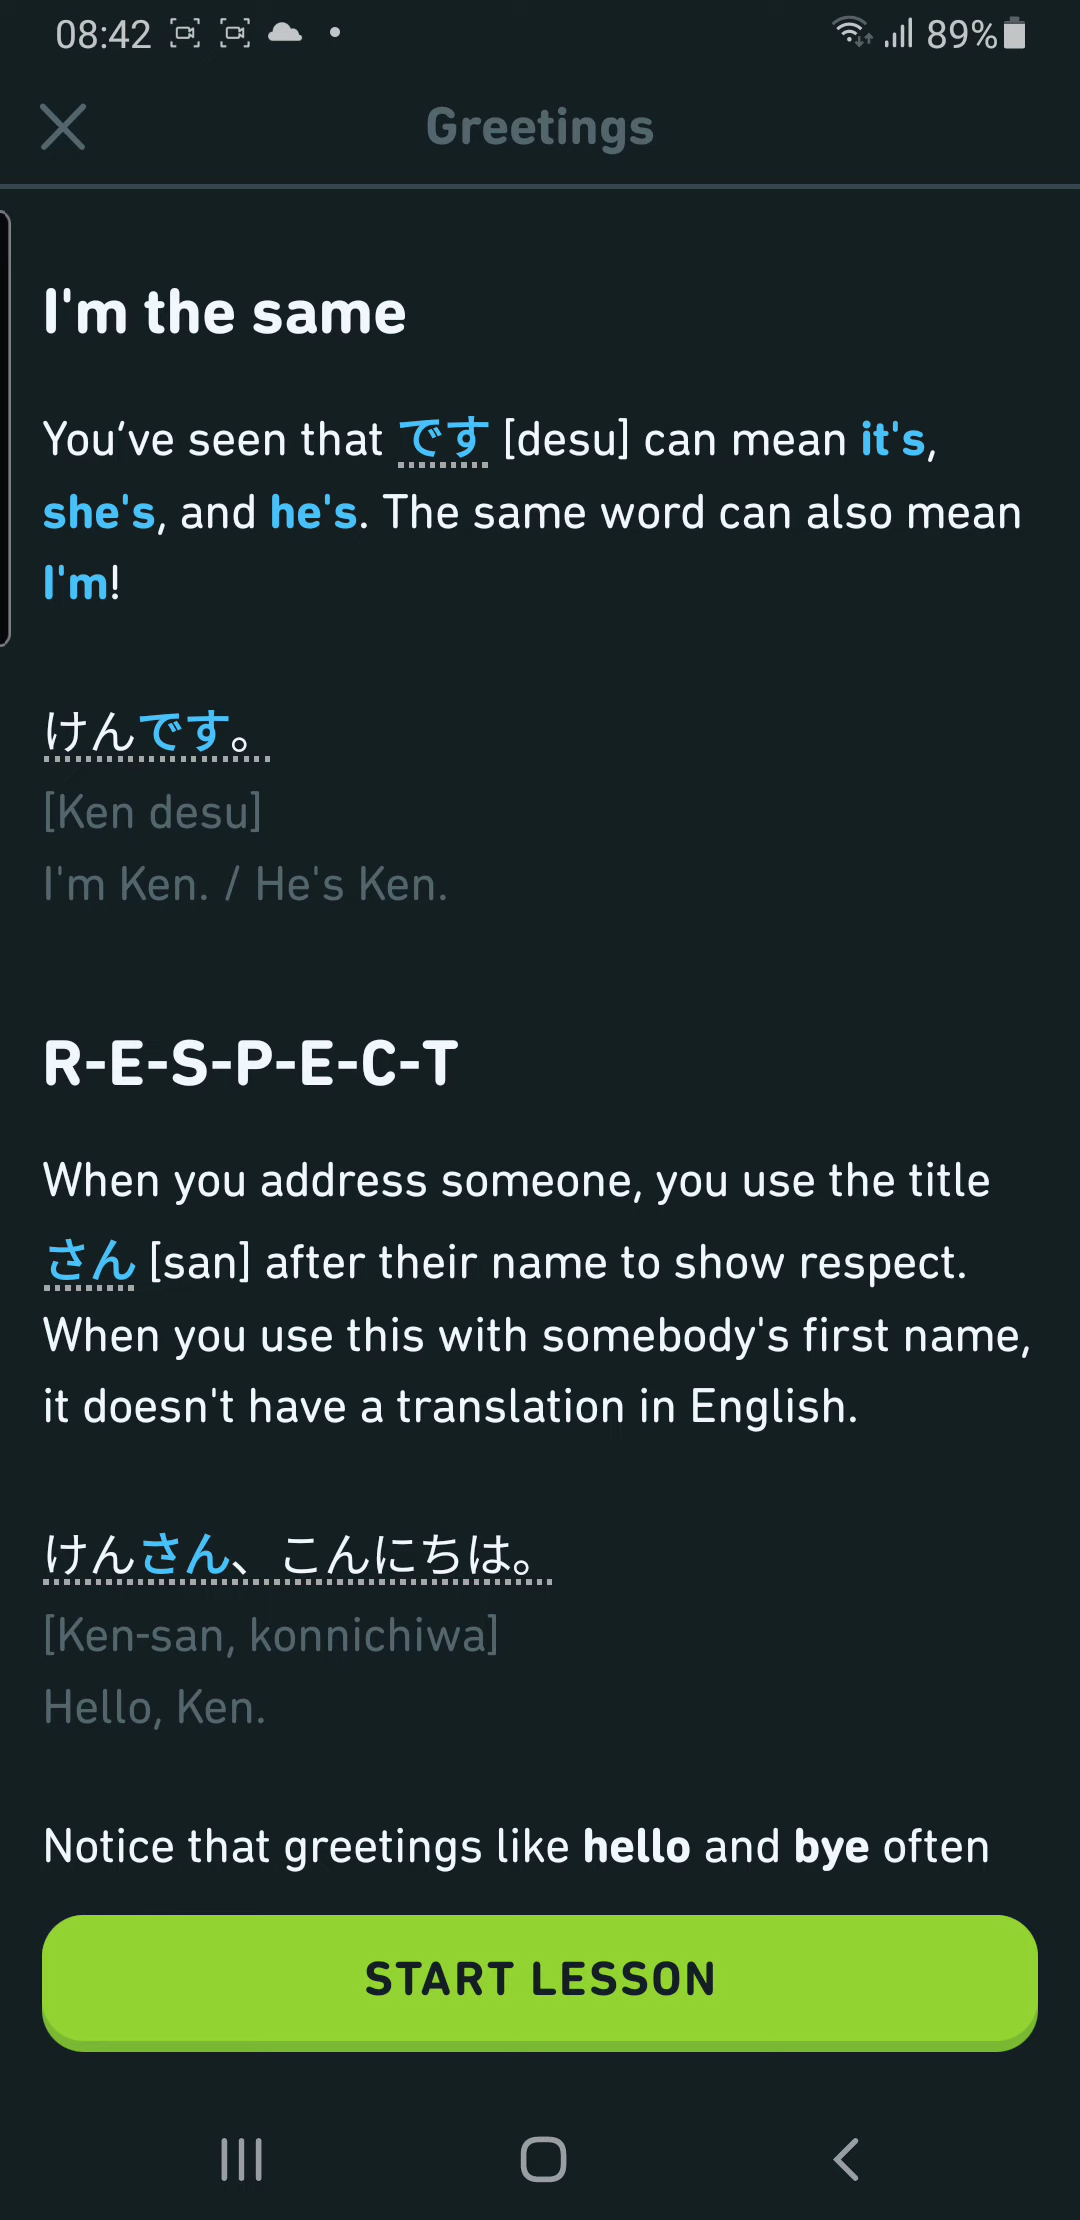 08:42
89%
Greetings
I'm the same
You‘ve seen that です [desu] can mean it's,
she's, and he's. The same word can also mean
I'm!
けんです。
[Ken desu]
I'm Ken. / He's Ken.
R-E-S-P-E-C-T
When you address someone, you use the title
さん [san] after their name to show respect.
When you use this with somebody's first name,
it doesn't have a translation in English.
けんさん、こんにちは。
[Ken-san, konnichiwa]
Hello, Ken.
Notice that greetings like hello and bye often
START LESSON